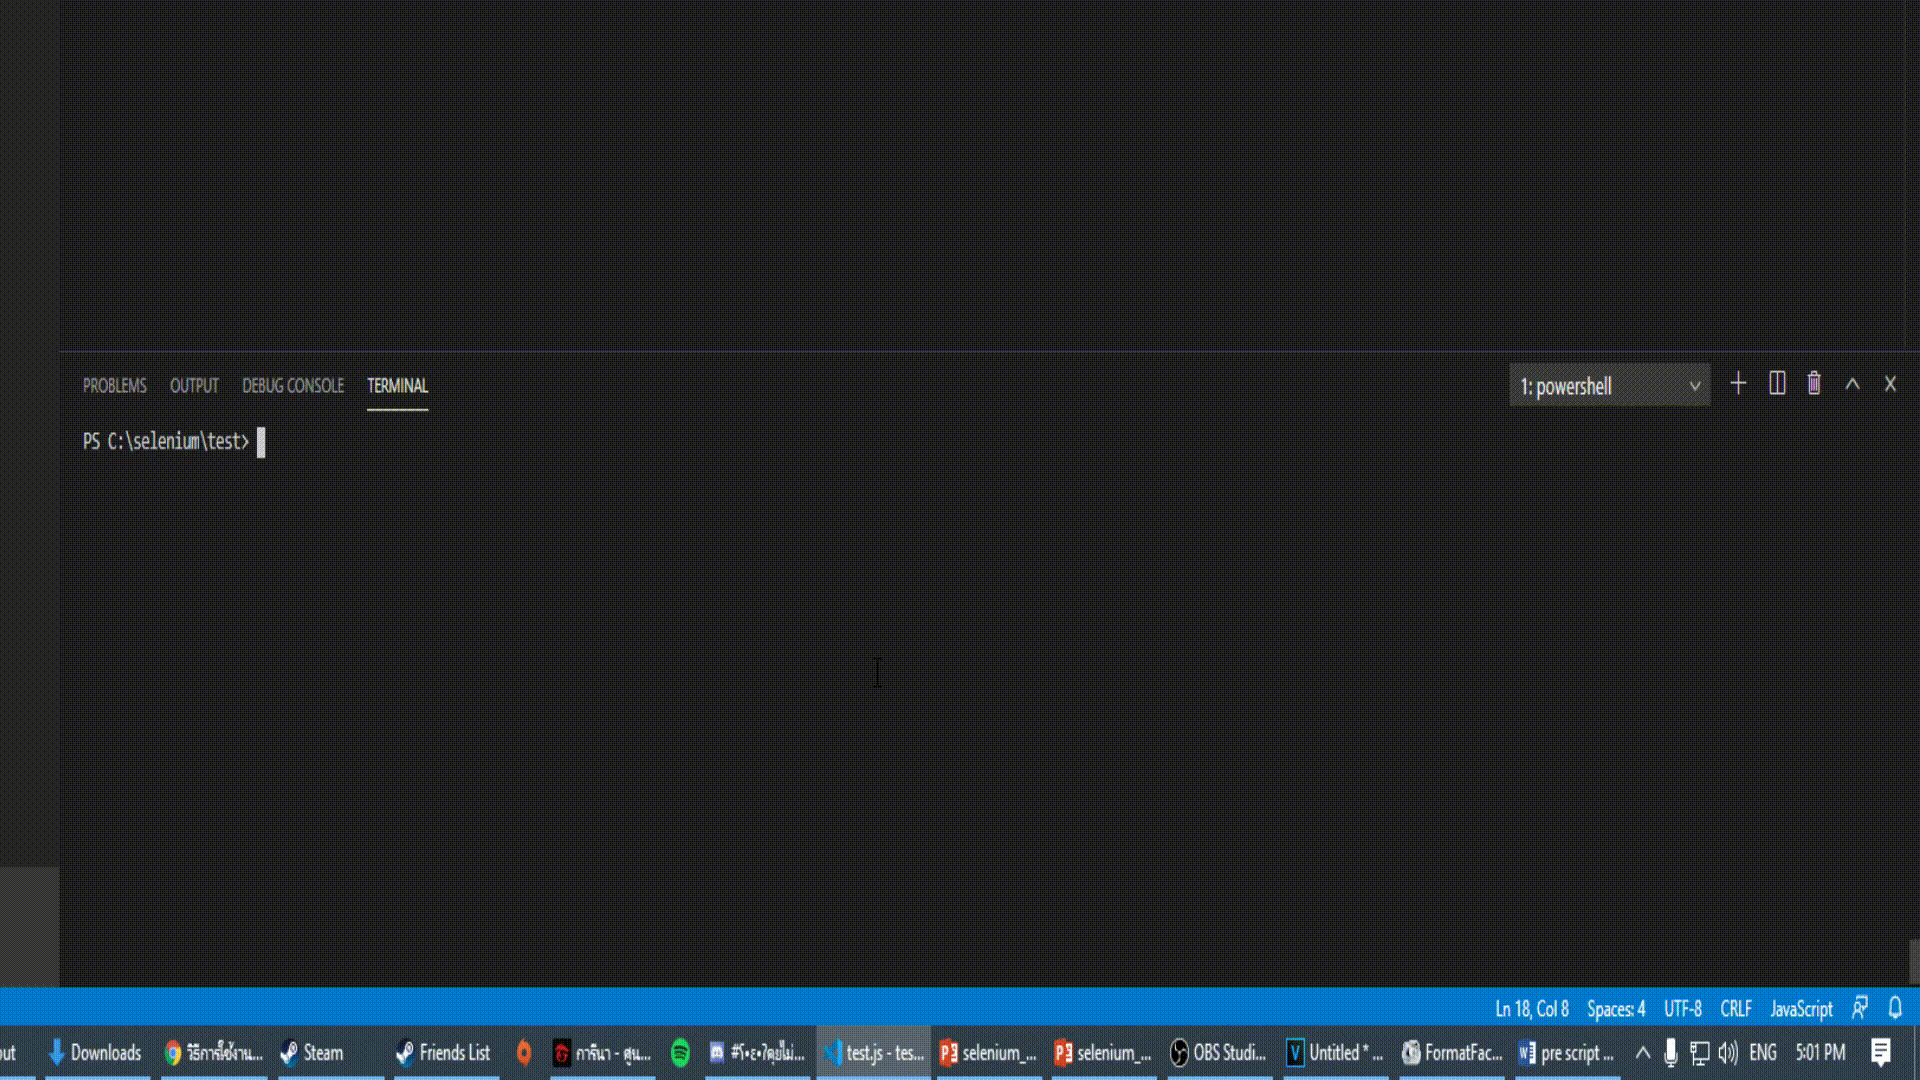 PROBLEMS OUTPUT DEBUG CONSOLE TERMINAL 1: powershell
PS C:\selenium\test>
Ln 18, Col 8 Spaces: 4 UTF-8 CRLF JavaScript
out Downloads วิธีการใช้งาน... Steam Friends List การีนา - ศูน... test.js - tes... selenium_... selenium_... OBS Studi... Untitled * ... FormatFac... pre script ... ENG 5:01 PM